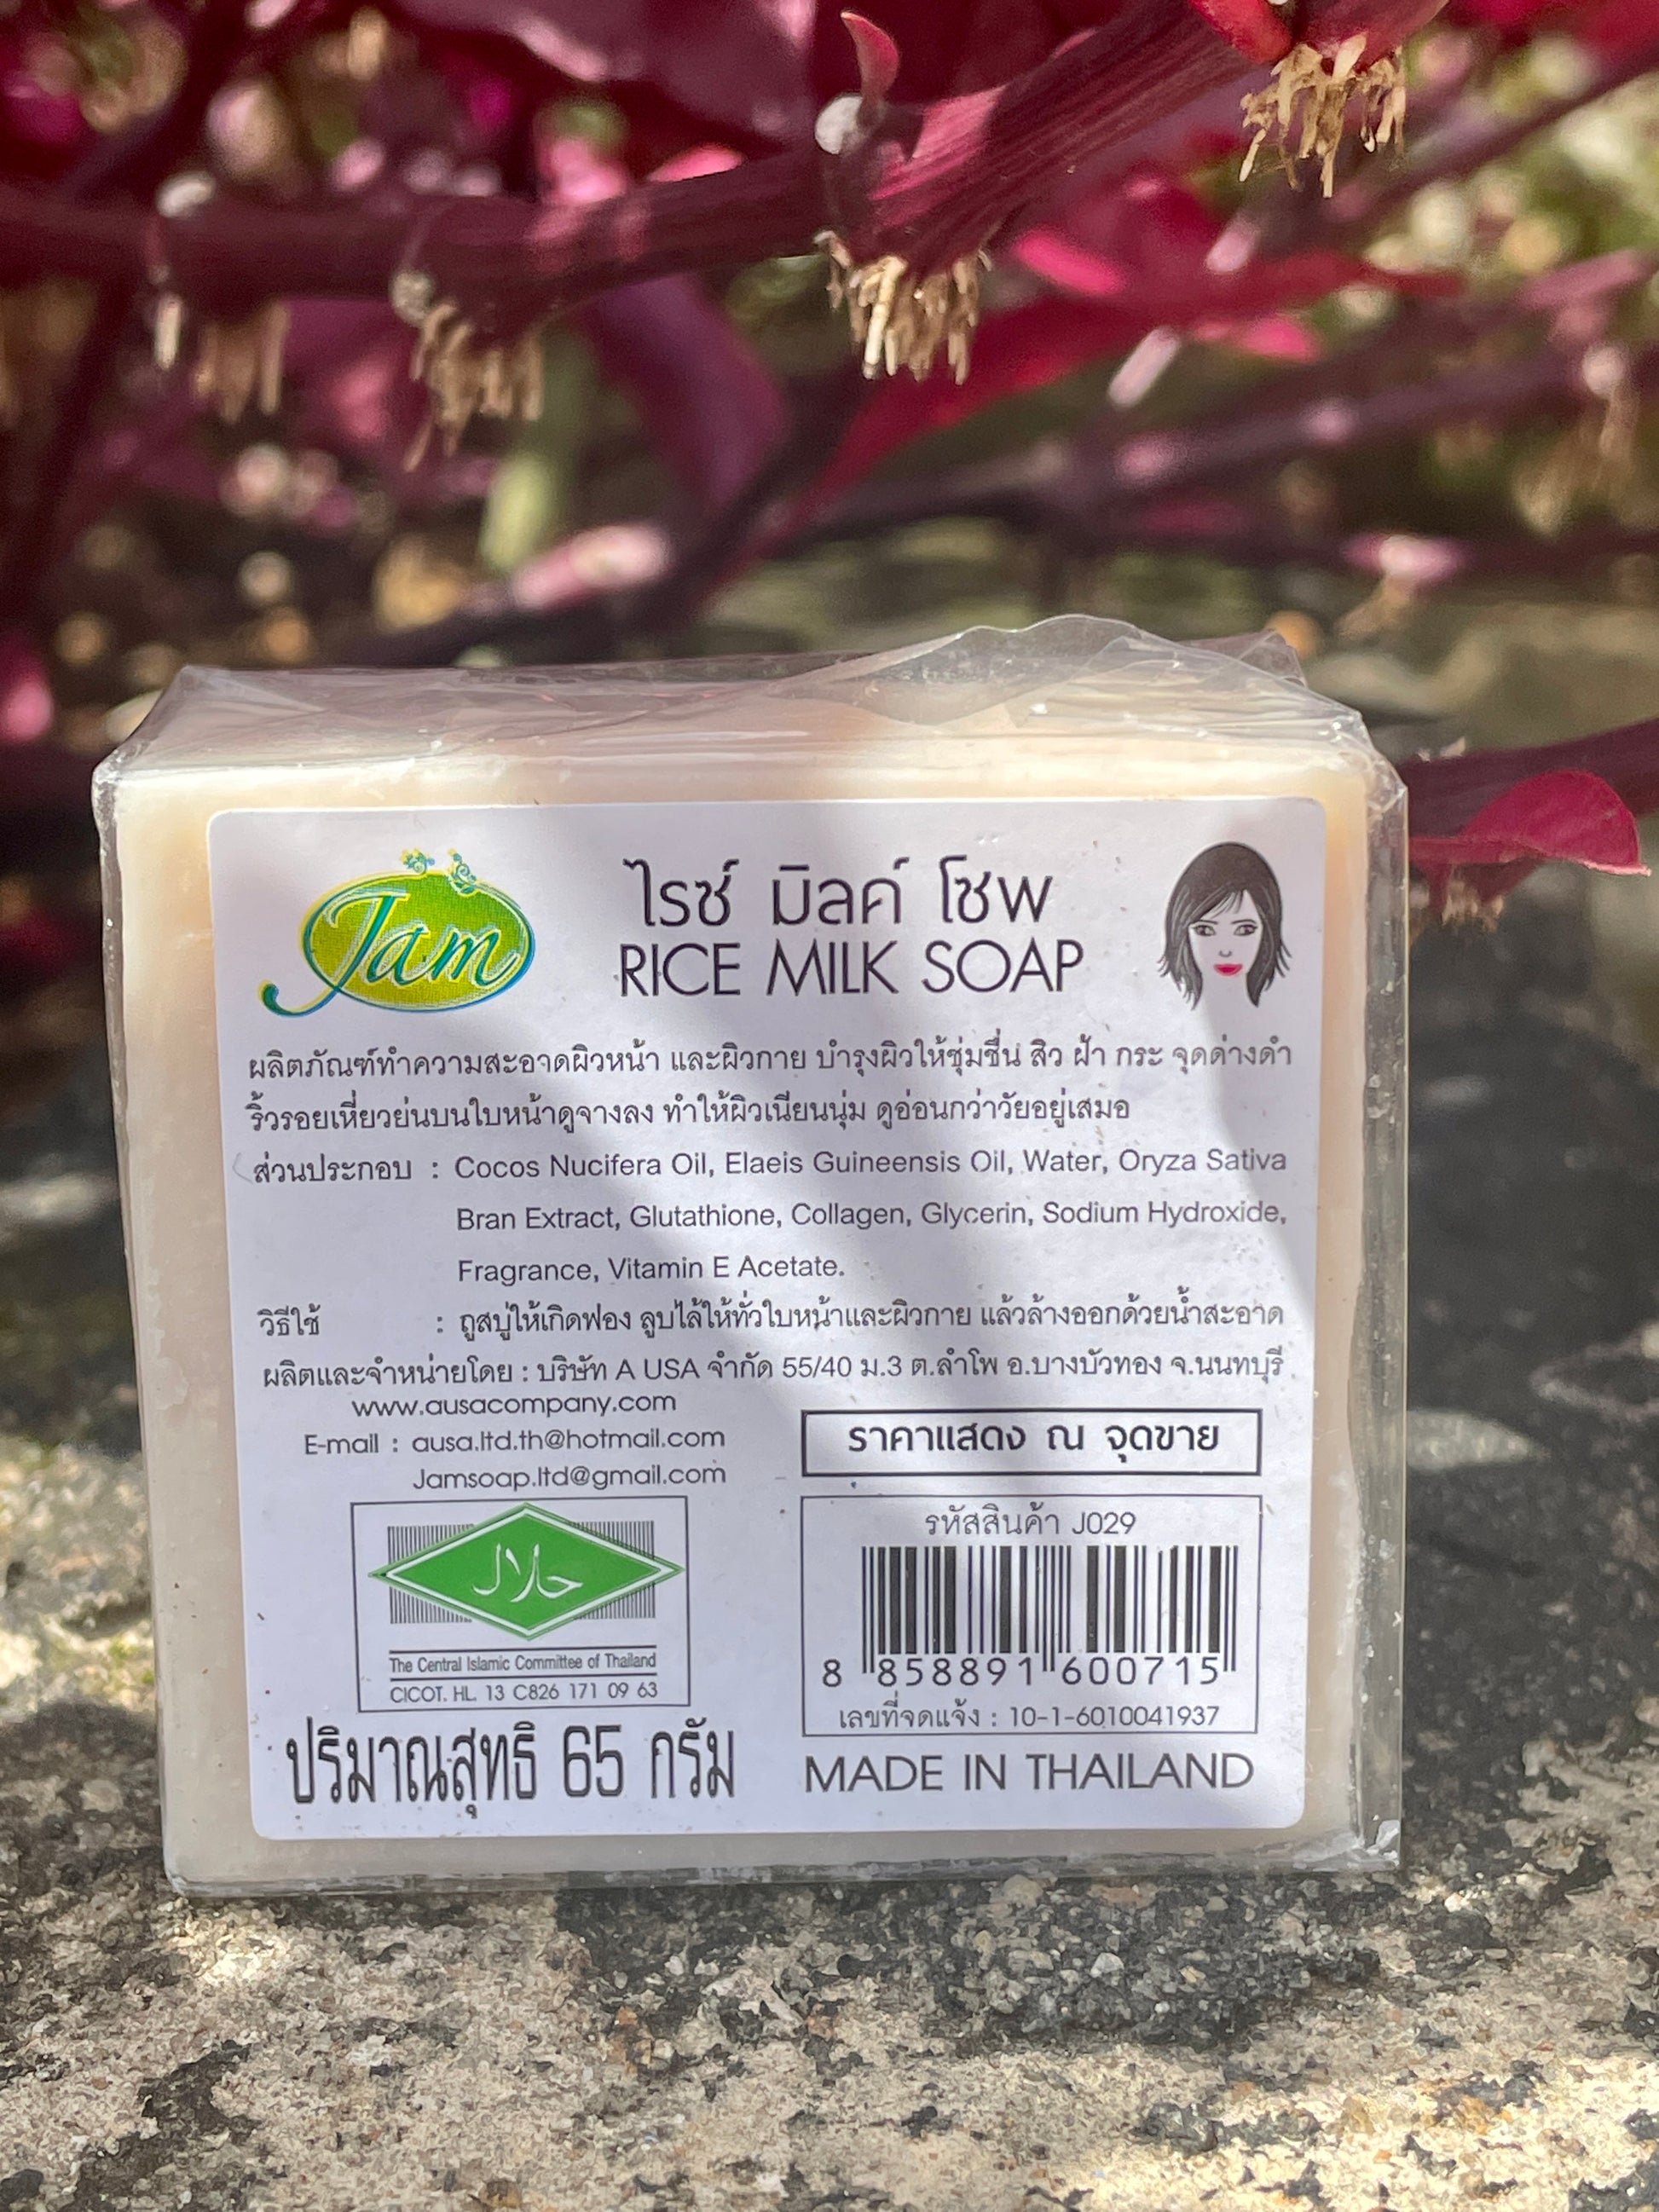 Jam
ไรซ์ มิลค์ โซพ
RICE MILK SOAP
ผลิตภัณฑ์ทำความสะอาดผิวหน้า และผิวกาย บำรุงผิวให้ชุ่มชื่น สิว ฝ้า กระ จุดด่างดำ
ริ้วรอยเหี่ยวย่นบนใบหน้าดูจางลง ทำให้ผิวเนียนนุ่ม ดูอ่อนกว่าวัยอยู่เสมอ
ส่วนประกอบ : Cocos Nucifera Oil, Elaeis Guineensis Oil, Water, Oryza Sativa
Bran Extract, Glutathione, Collagen, Glycerin, Sodium Hydroxide,
Fragrance, Vitamin E Acetate.
วิธีใช้ : ถูสบู่ให้เกิดฟอง ลูบไล้ให้ทั่วใบหน้าและผิวกาย แล้วล้างออกด้วยน้ำสะอาด
ผลิตและจำหน่ายโดย : บริษัท A USA จำกัด 55/40 ม.3 ต.ลำโพ อ.บางบัวทอง จ.นนทบุรี
www.ausacompany.com
E-mail : ausa.ltd.th@hotmail.com
Jamsoap.ltd@gmail.com
ราคาแสดง ณ จุดขาย
حلال
The Central Islamic Committee of Thailand
CICOT. HL. 13 C826 171 09 63
รหัสสินค้า J029
8 858891 600715
เลขที่จดแจ้ง : 10-1-6010041937
ปริมาณสุทธิ 65 กรัม
MADE IN THAILAND